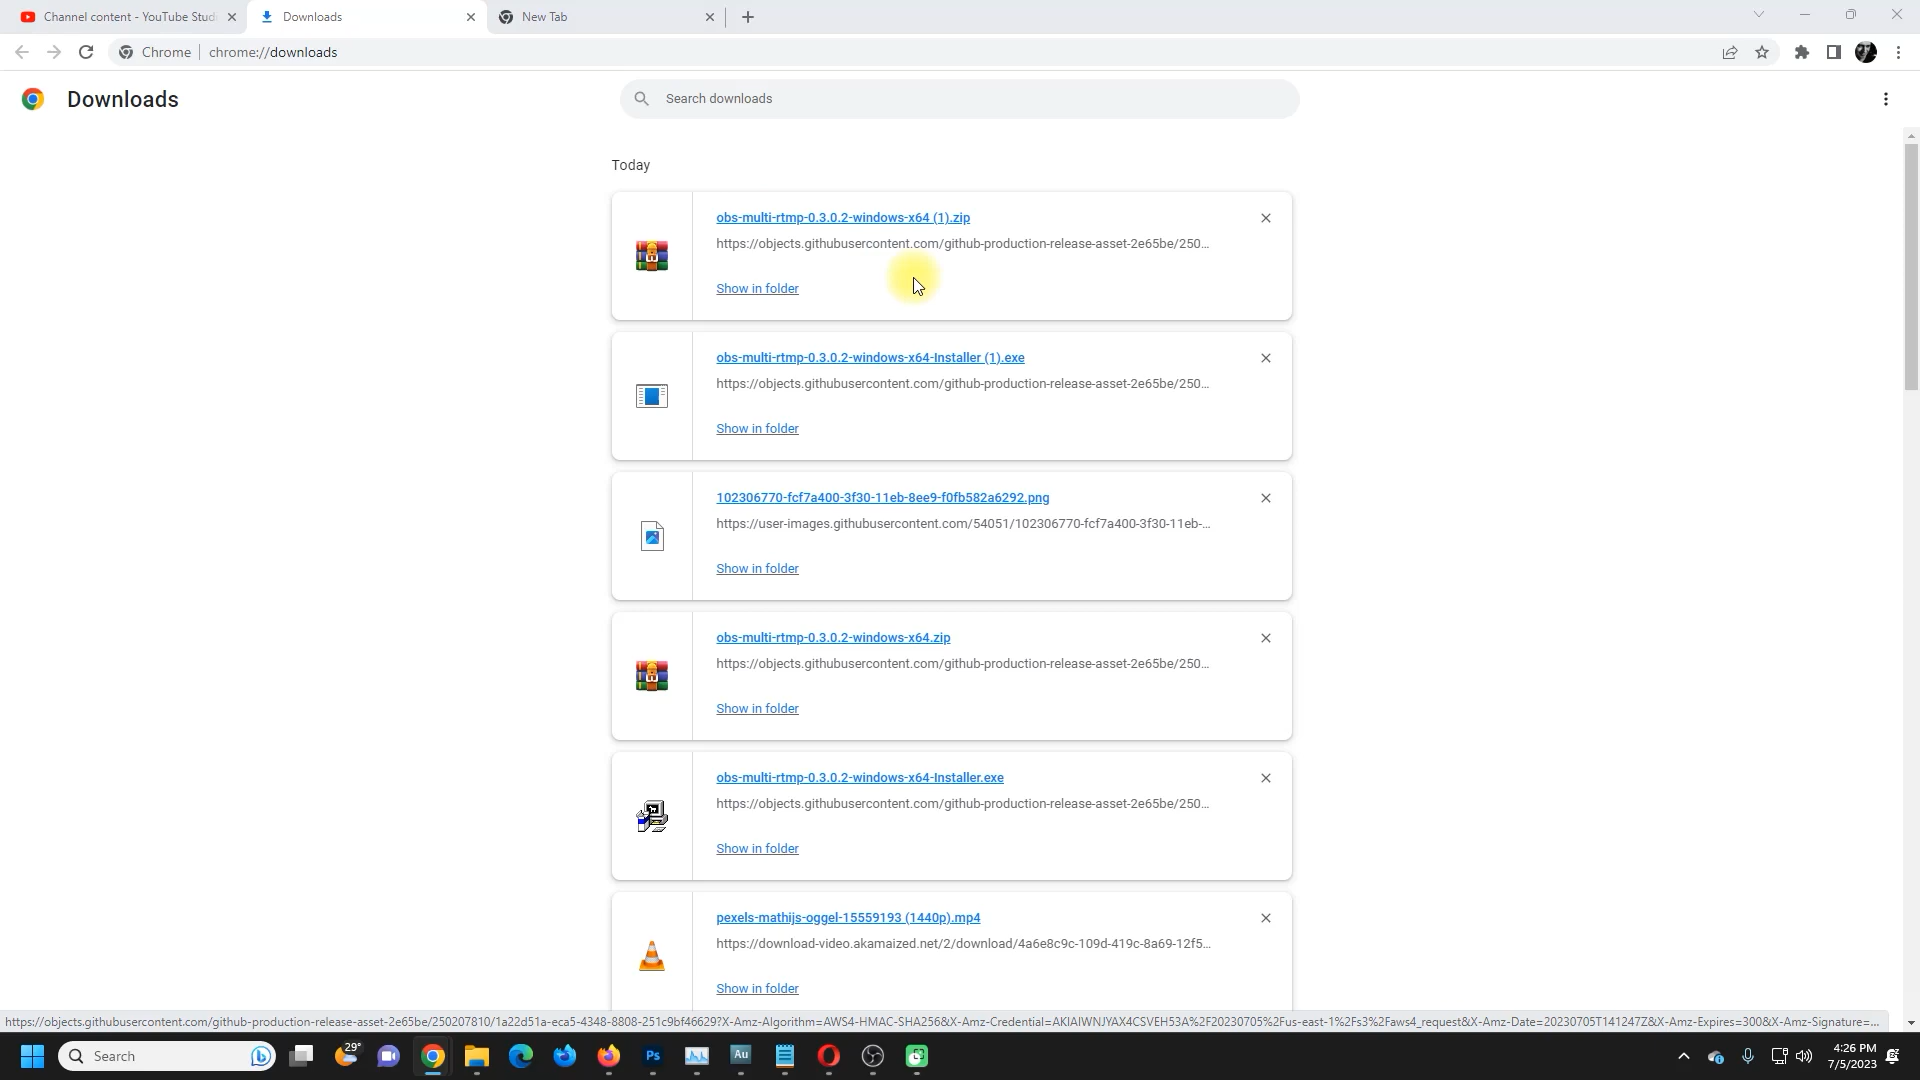 Channel content - YouTube Stud
Downloads
New Tab
Chrome
chrome://downloads
Downloads
Search downloads
Today
obs-multi-rtmp-0.3.0.2-windows-x64 (1).zip
https://objects.githubusercontent.com/github-production-release-asset-2e65be/250...
Show in folder
obs-multi-rtmp-0.3.0.2-windows-x64-Installer (1).exe
https://objects.githubusercontent.com/github-production-release-asset-2e65be/250...
Show in folder
102306770-fcf7a400-3f30-11eb-8ee9-f0fb582a6292.png
https://user-images.githubusercontent.com/54051/102306770-fcf7a400-3f30-11eb-...
Show in folder
obs-multi-rtmp-0.3.0.2-windows-x64.zip
https://objects.githubusercontent.com/github-production-release-asset-2e65be/250...
Show in folder
obs-multi-rtmp-0.3.0.2-windows-x64-Installer.exe
https://objects.githubusercontent.com/github-production-release-asset-2e65be/250...
Show in folder
pexels-mathijs-oggel-15559193 (1440p).mp4
https://download-video.akamaized.net/2/download/4a6e8c9c-109d-419c-8a69-12f5...
Show in folder
https://objects.githubusercontent.com/github-production-release-asset-2e65be/250207810/1a22d51a-eca5-4348-8808-251c9bf46629?X-Amz-Algorithm=AWS4-HMAC-SHA256&X-Amz-Credential=AKIAIWNJYAX4CSVEH53A%2F20230705%2Fus-east-1%2Fs3%2Faws4_request&X-Amz-Date=20230705T141247Z&X-Amz-Expires=300&X-Amz-Signature=...
Search
29°
Ps
Au
4:26 PM
7/5/2023